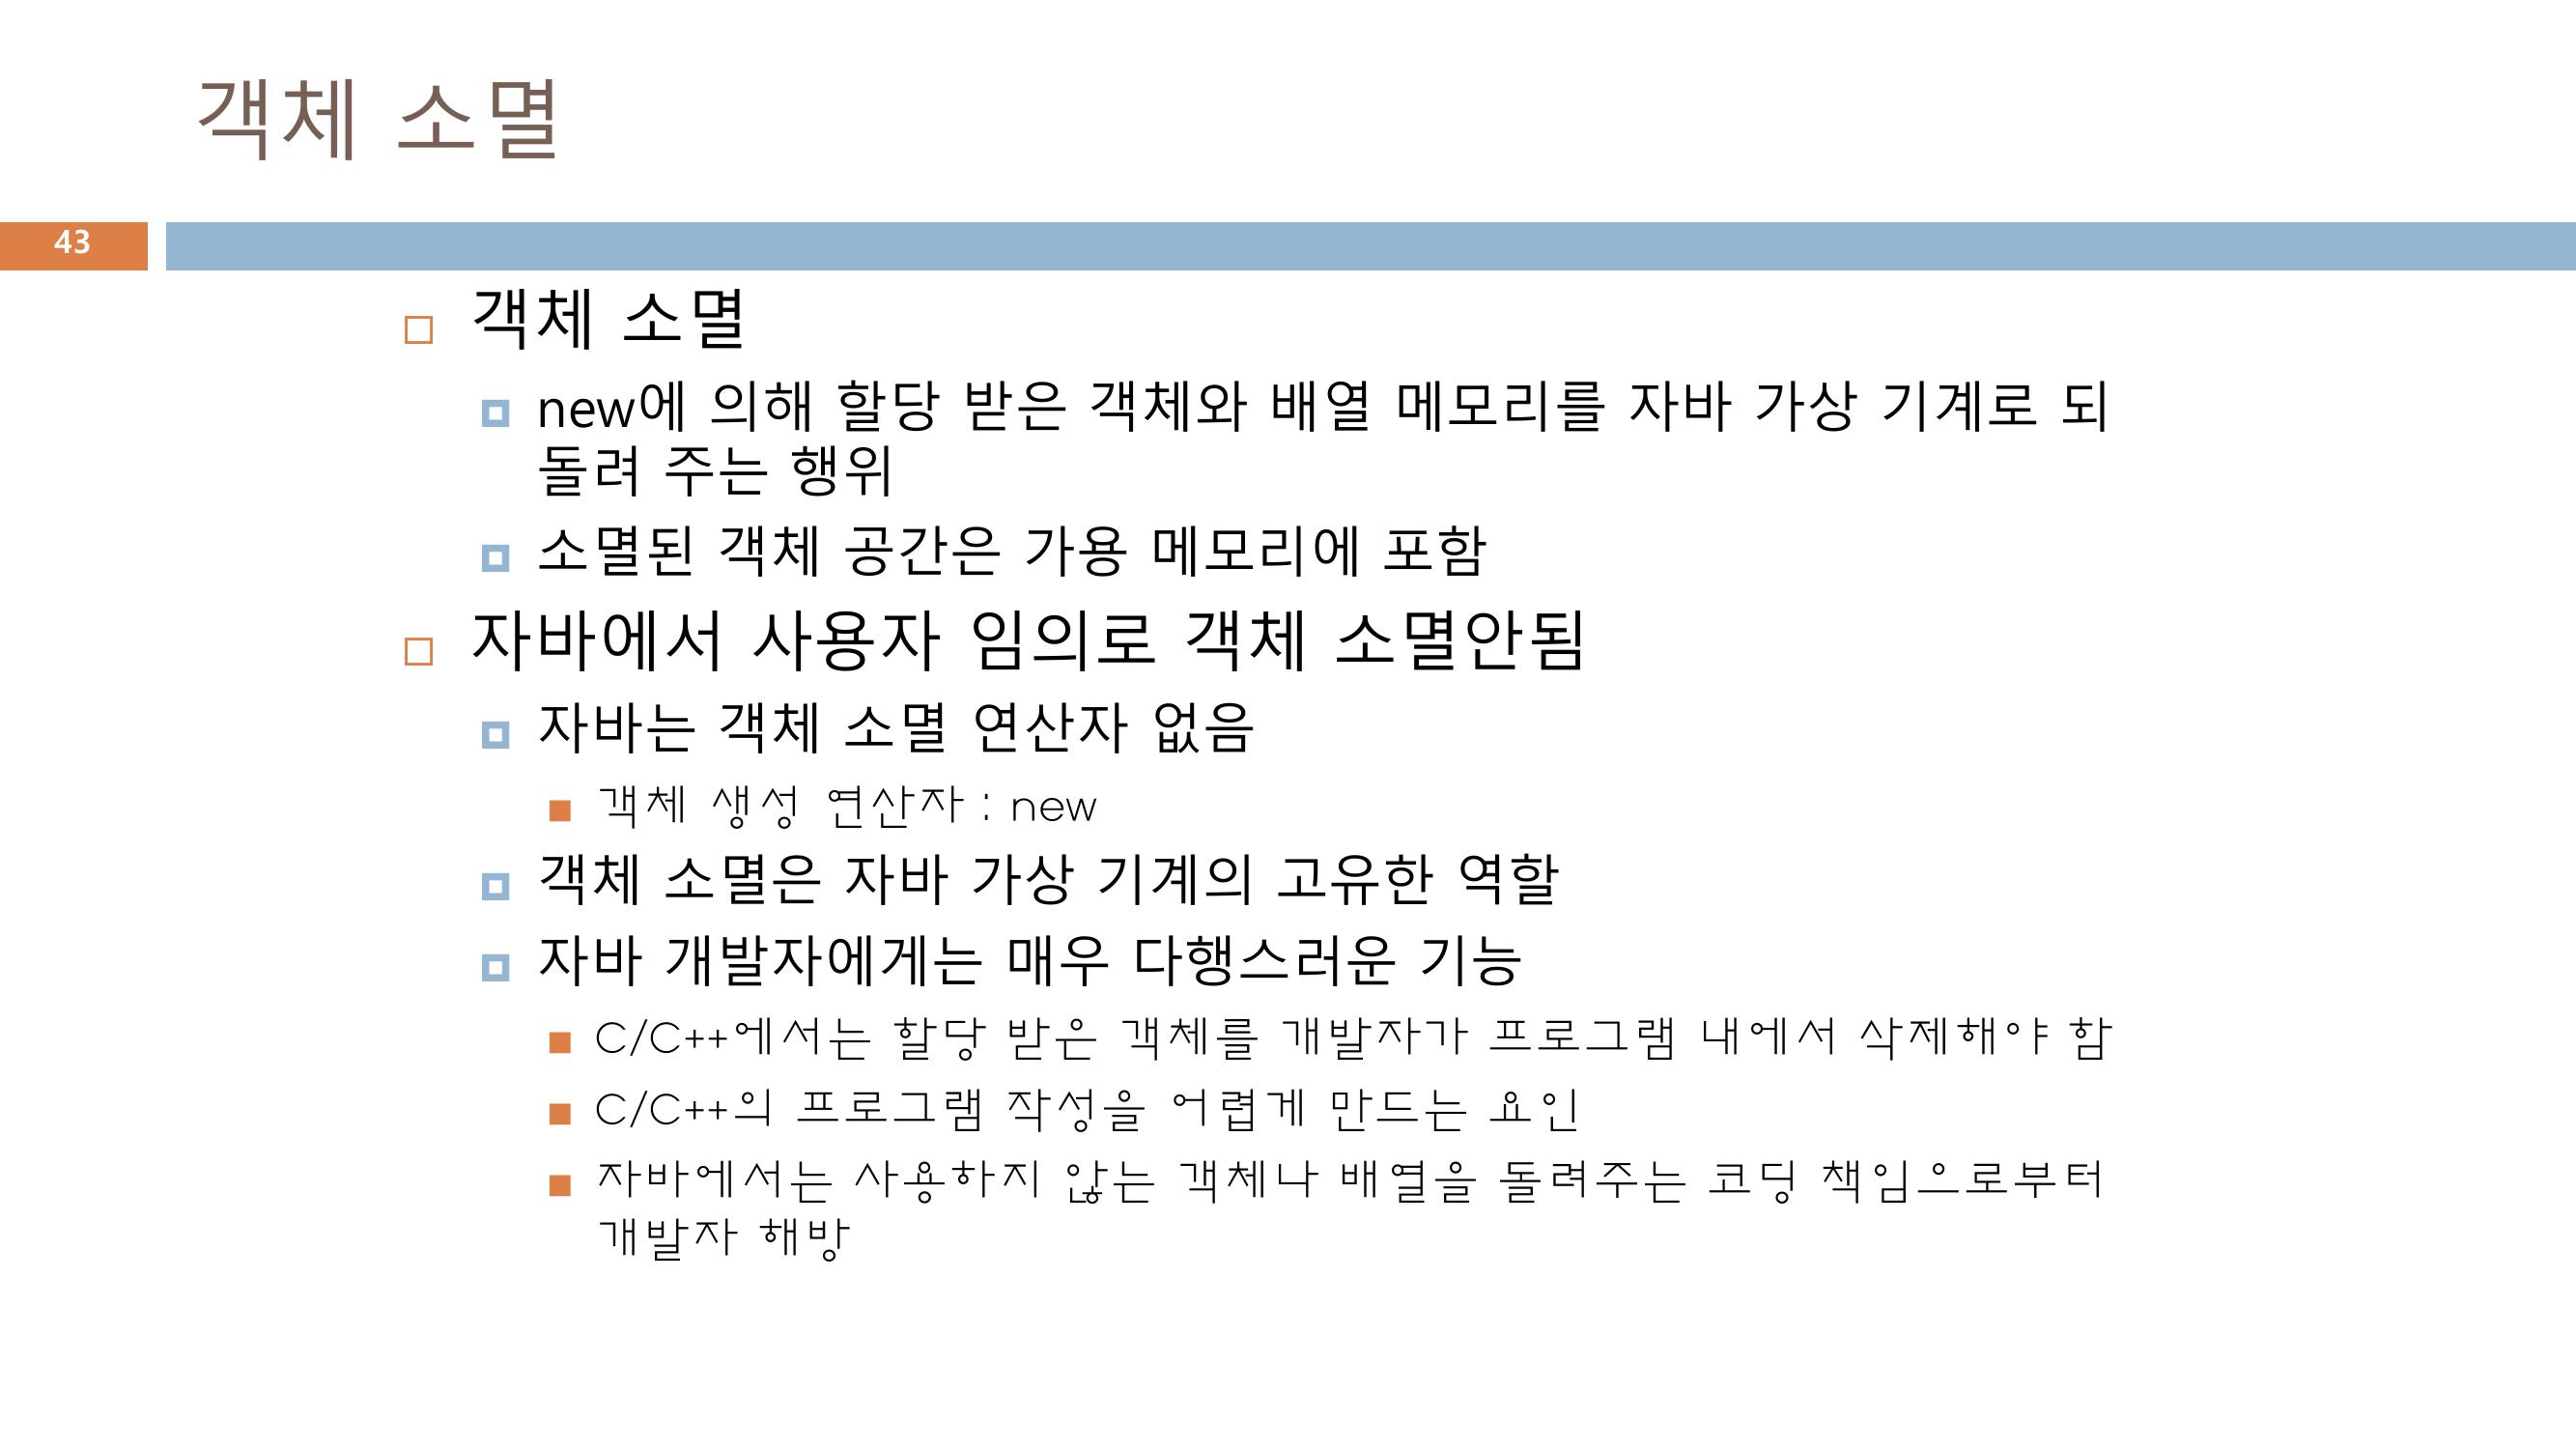 객체 소멸
43
객체 소멸
new에 의해 할당 받은 객체와 배열 메모리를 자바 가상 기계로 되
돌려 주는 행위
소멸된 객체 공간은 가용 메모리에 포함
자바에서 사용자 임의로 객체 소멸안됨
자바는 객체 소멸 연산자 없음
객체 생성 연산자 : new
객체 소멸은 자바 가상 기계의 고유한 역할
자바 개발자에게는 매우 다행스러운 기능
C/C++에서는 할당 받은 객체를 개발자가 프로그램 내에서 삭제해야 함
C/C++의 프로그램 작성을 어렵게 만드는 요인
자바에서는 사용하지 않는 객체나 배열을 돌려주는 코딩 책임으로부터
개발자 해방